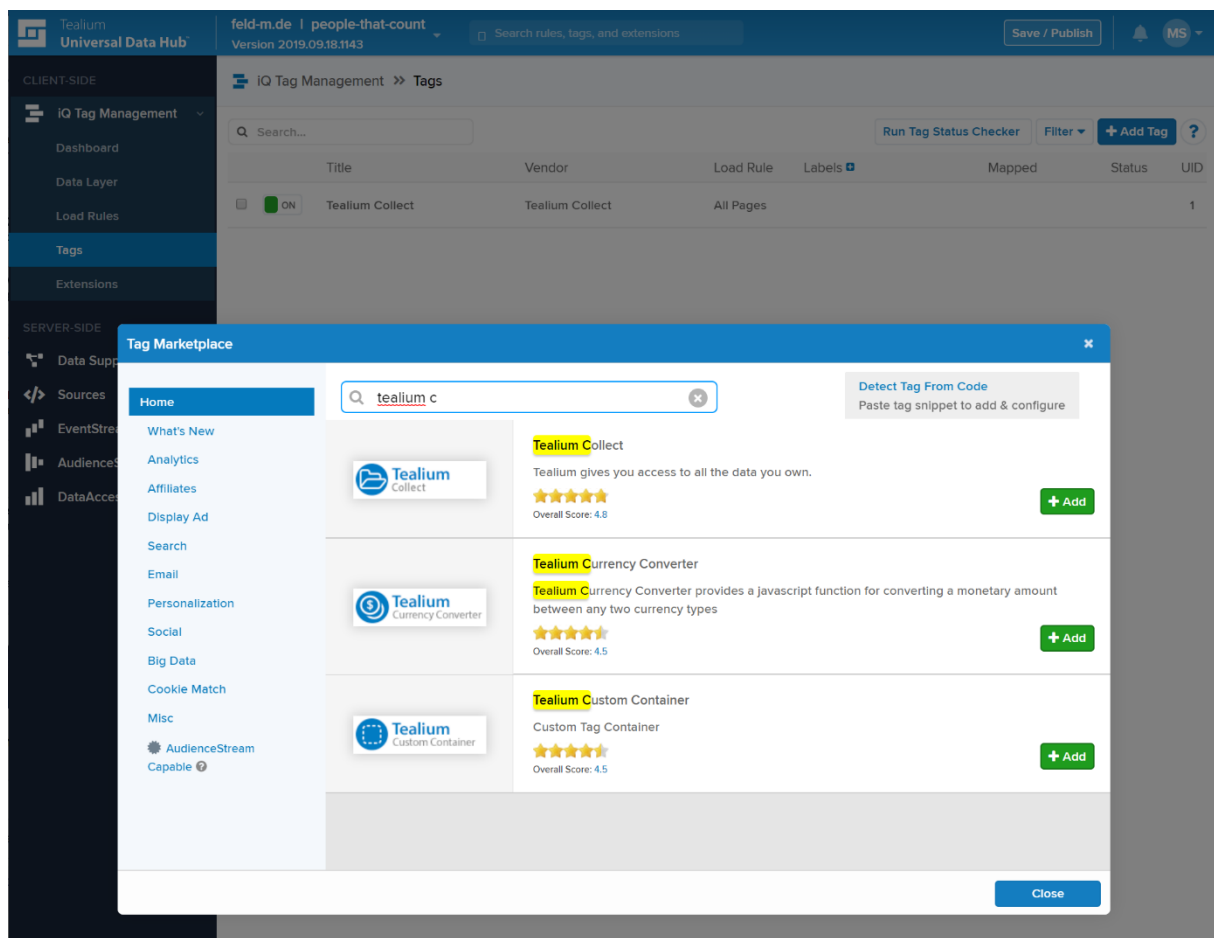 Tealium
Universal Data Hub
feld-m.de | people-that-count
Version 2019.09.18.1143
Search rules, tags, and extensions
Save / Publish
MS
CLIENT-SIDE
iQ Tag Management
Dashboard
Data Layer
Load Rules
Tags
Extensions
SERVER-SIDE
Data Supp
Sources
EventStrea
AudienceS
DataAcces
iQ Tag Management >> Tags
Search...
Run Tag Status Checker
Filter
+ Add Tag
?
Title Vendor Load Rule Labels Mapped Status UID
ON Tealium Collect Tealium Collect All Pages 1
Tag Marketplace
×
Home
What's New
Analytics
Affiliates
Display Ad
Search
Email
Personalization
Social
Big Data
Cookie Match
Misc
AudienceStream
Capable ?
tealium c
Detect Tag From Code
Paste tag snippet to add & configure
Tealium
Collect
Tealium Collect
Tealium gives you access to all the data you own.
Overall Score: 4.8
+ Add
Tealium
Currency Converter
Tealium Currency Converter
Tealium Currency Converter provides a javascript function for converting a monetary amount
between any two currency types
Overall Score: 4.5
+ Add
Tealium
Custom Container
Tealium Custom Container
Custom Tag Container
Overall Score: 4.5
+ Add
Close